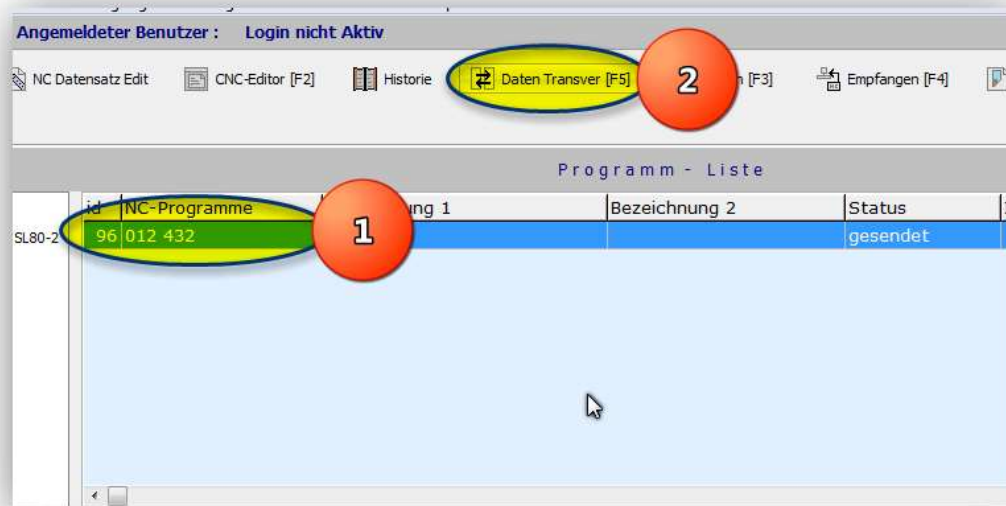 Angemeldeter Benutzer : Login nicht Aktiv
NC Datensatz Edit CNC-Editor [F2] Historie Daten Transver [F5] 2 [F3] Empfangen [F4]
Programm - Liste
id NC-Programme 1 Bezeichnung 2 Status
SL80-2 96 012 432 1 gesendet